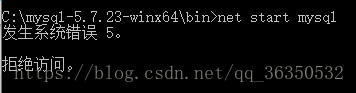 C:\mysql-5.7.23-winx64\bin>net start mysql
发生系统错误 5。
拒绝访问。
https://blog.csdn.net/qq_36350532